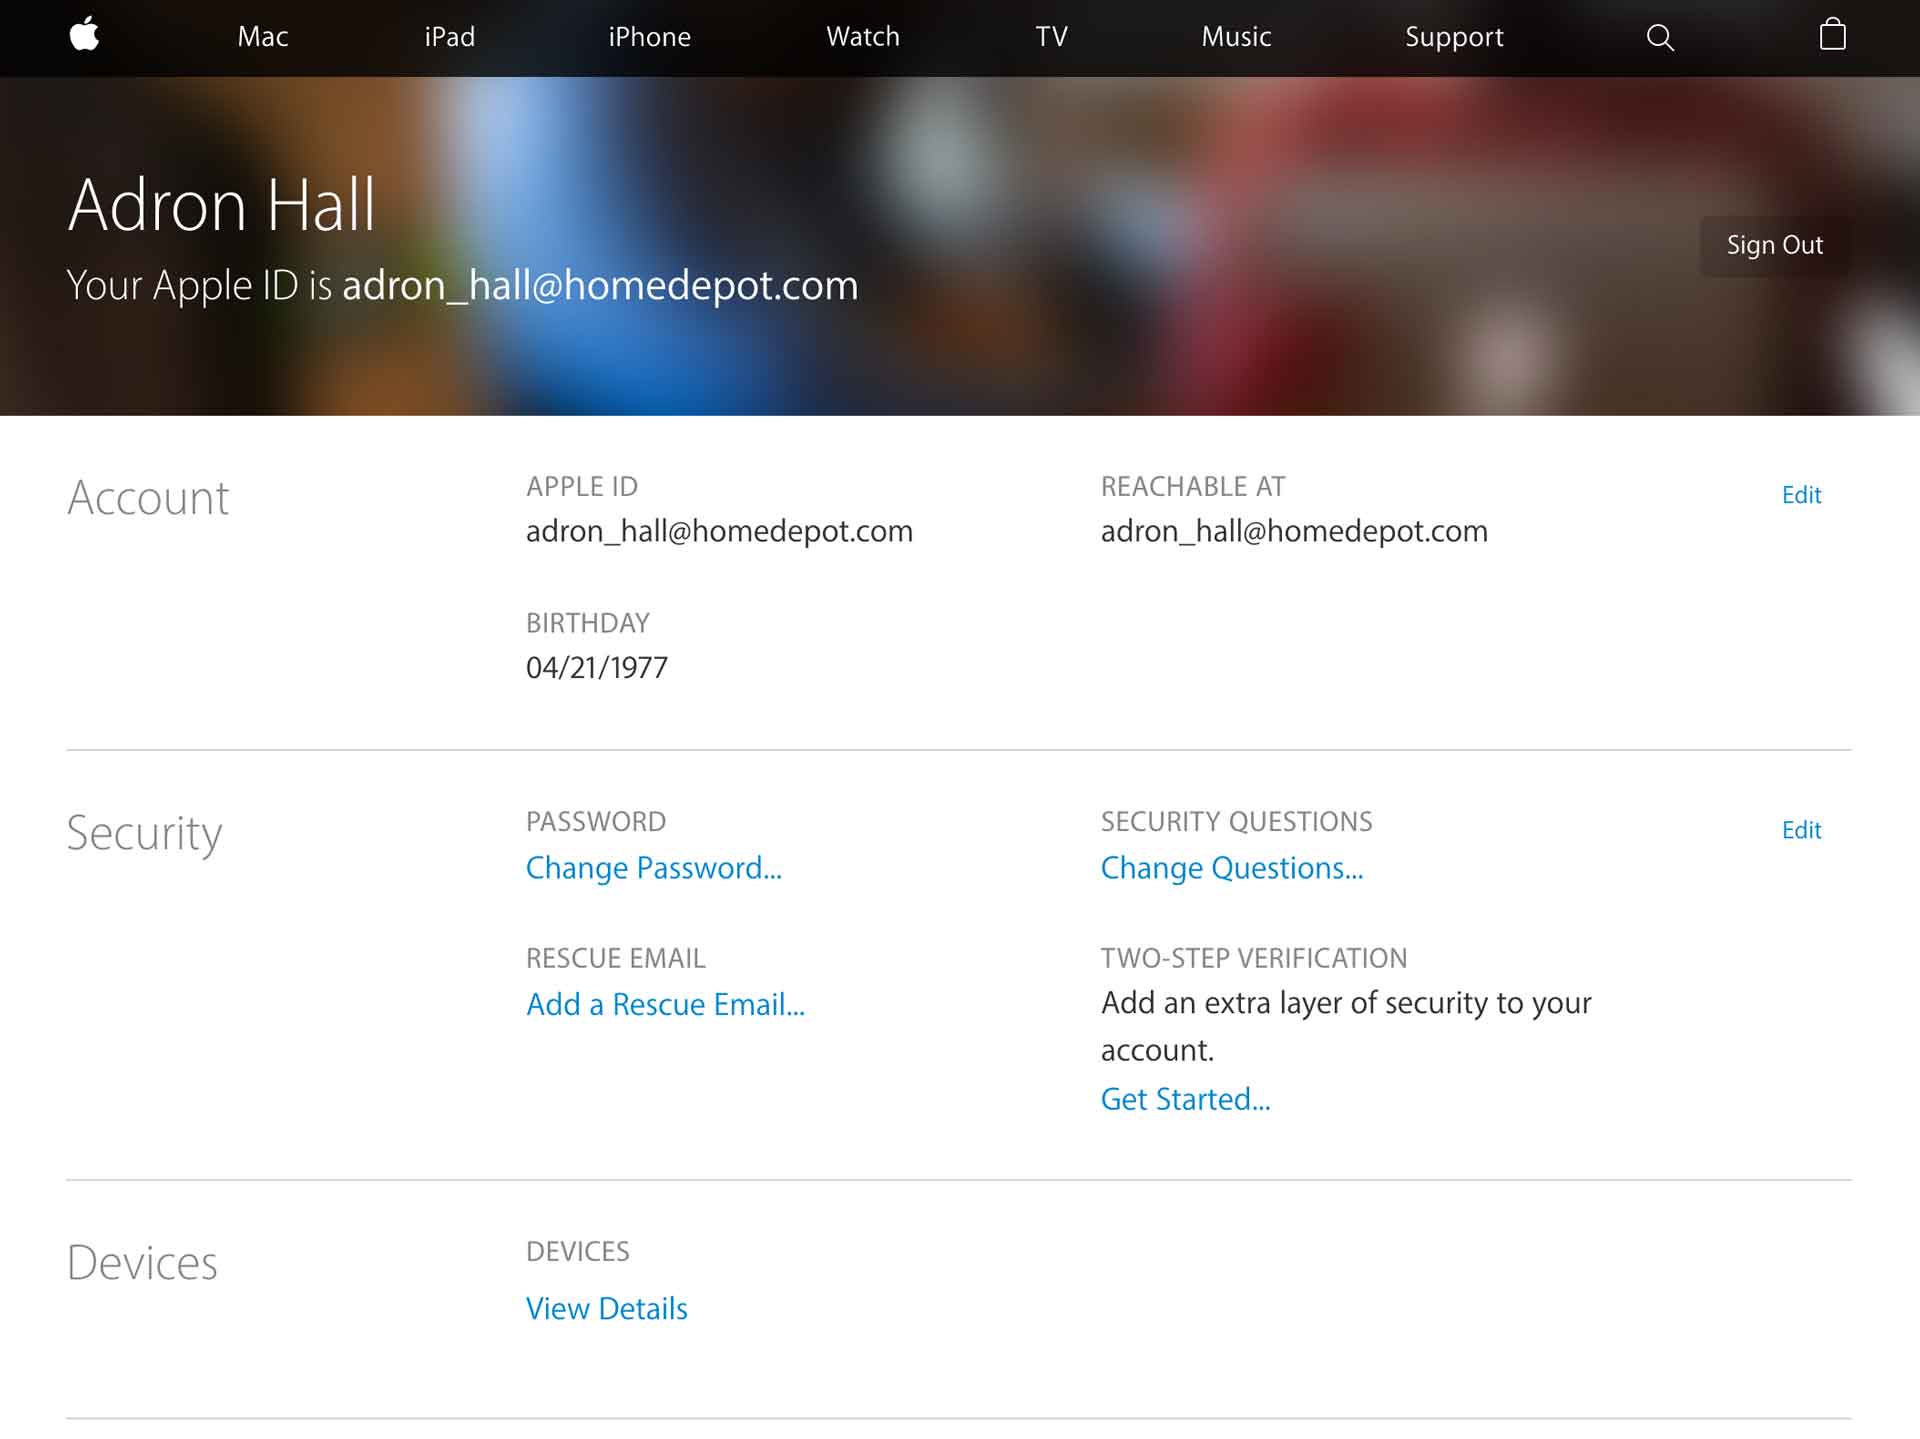 Mac iPad iPhone Watch TV Music Support
Adron Hall
Your Apple ID is adron_hall@homedepot.com
Sign Out
Account
APPLE ID
adron_hall@homedepot.com
REACHABLE AT
adron_hall@homedepot.com
Edit
BIRTHDAY
04/21/1977
Security
PASSWORD
Change Password...
SECURITY QUESTIONS
Change Questions...
Edit
RESCUE EMAIL
Add a Rescue Email...
TWO-STEP VERIFICATION
Add an extra layer of security to your
account.
Get Started...
Devices
DEVICES
View Details